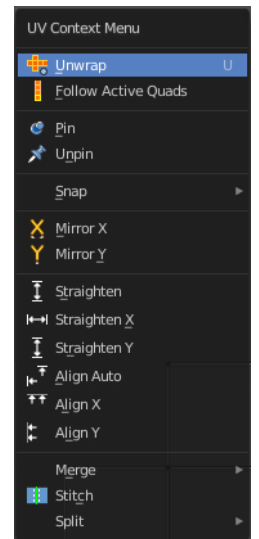 UV Context Menu
Unwrap U
Follow Active Quads
Pin
Unpin
Snap
Mirror X
Mirror Y
Straighten
Straighten X
Straighten Y
Align Auto
Align X
Align Y
Merge
Stitch
Split